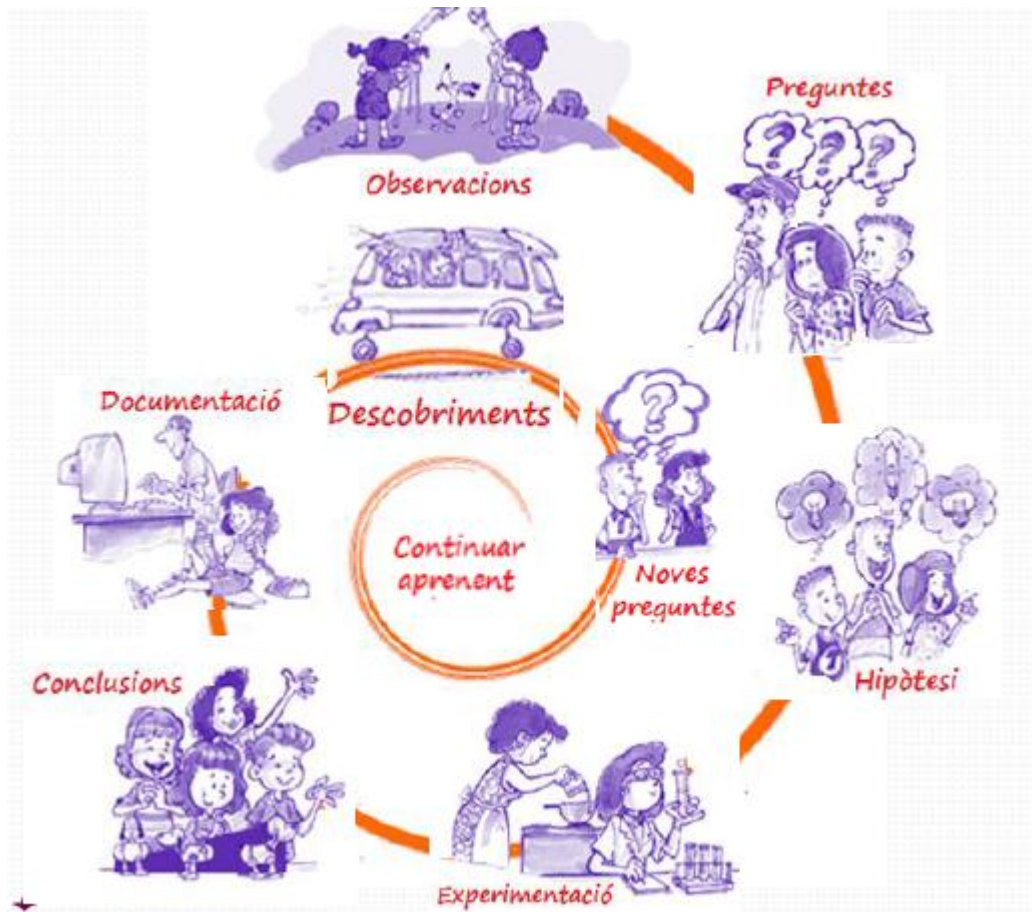 Observacions
Preguntes
Hipòtesi
Experimentació
Conclusions
Documentació
Descobriments
Noves
preguntes
Continuar
aprenent